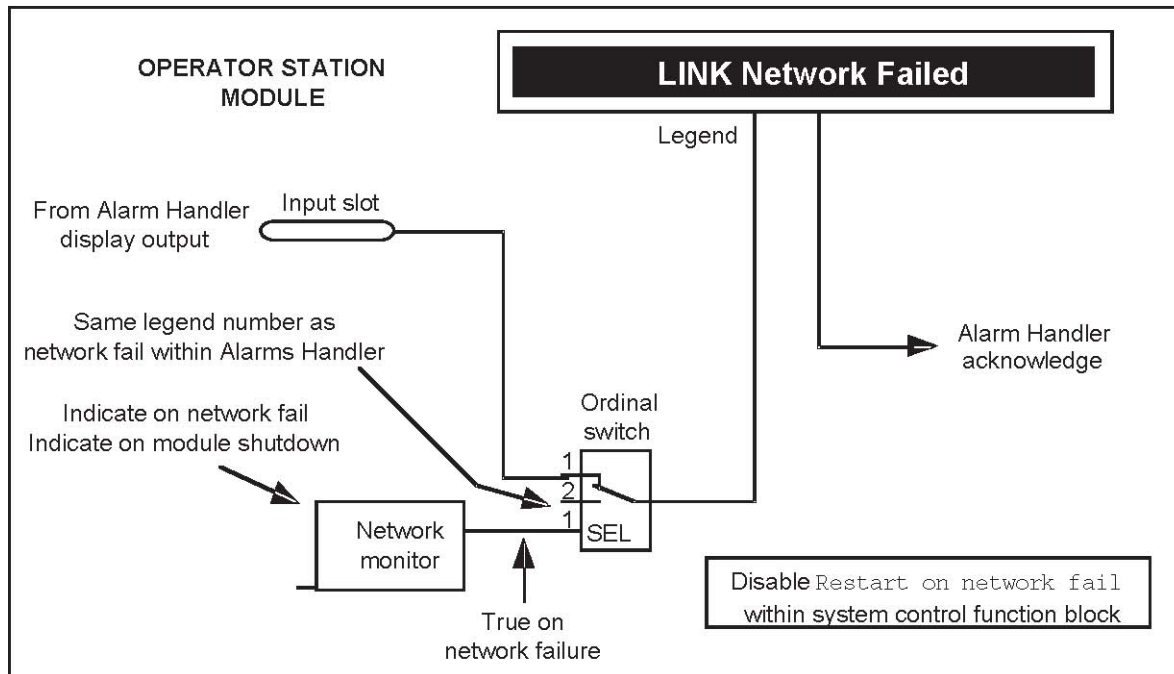 OPERATOR STATION
MODULE
LINK Network Failed
Legend
From Alarm Handler
display output
Input slot
Same legend number as
network fail within Alarms Handler
Alarm Handler
acknowledge
Indicate on network fail
Indicate on module shutdown
Ordinal
switch
1
2
1
SEL
Network
monitor
Disable Restart on network fail
within system control function block
True on
network failure